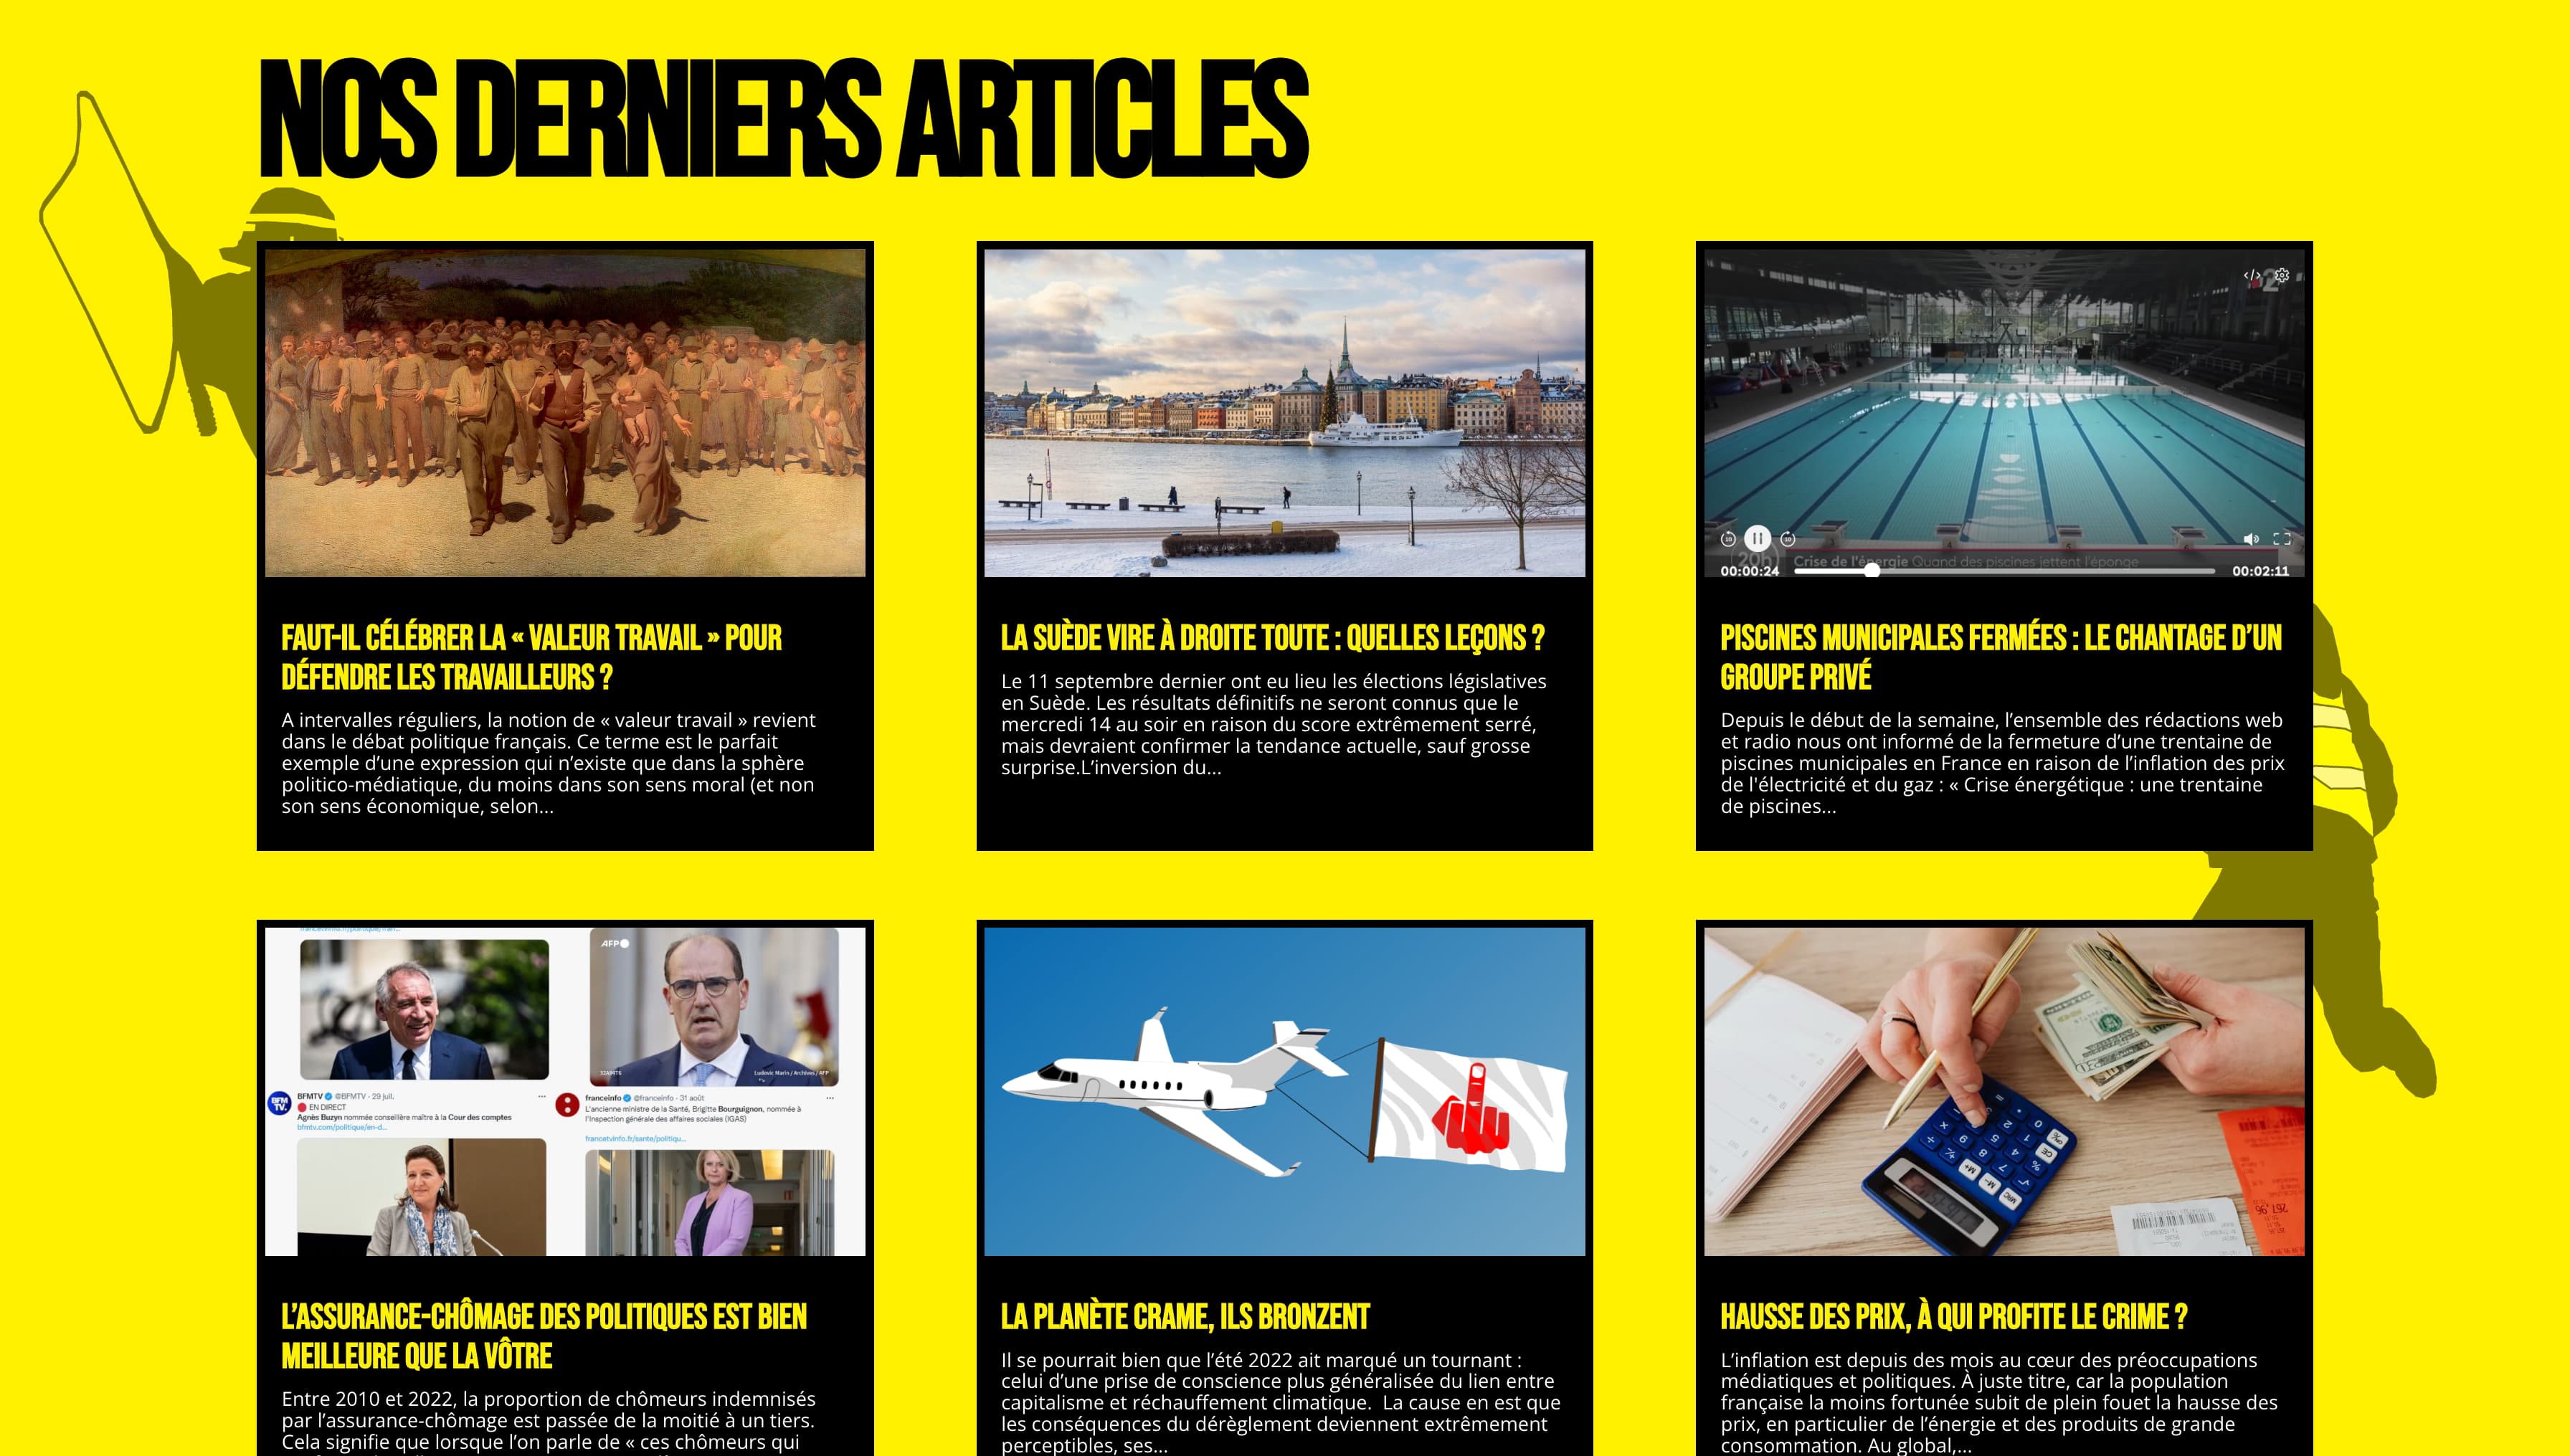 NOS DERNIERS ARTICLES
</>
20h
Crise de l'énergie Quand des piscines jettent l'éponge
00:00:24
00:02:11
FAUT-IL CÉLÉBRER LA « VALEUR TRAVAIL » POUR
DÉFENDRE LES TRAVAILLEURS ?
A intervalles réguliers, la notion de « valeur travail » revient
dans le débat politique français. Ce terme est le parfait
exemple d’une expression qui n’existe que dans la sphère
politico-médiatique, du moins dans son sens moral (et non
son sens économique, selon...
LA SUÈDE VIRE À DROITE TOUTE : QUELLES LEÇONS ?
Le 11 septembre dernier ont eu lieu les élections législatives
en Suède. Les résultats définitifs ne seront connus que le
mercredi 14 au soir en raison du score extrêmement serré,
mais devraient confirmer la tendance actuelle, sauf grosse
surprise.L’inversion du...
PISCINES MUNICIPALES FERMÉES : LE CHANTAGE D’UN
GROUPE PRIVÉ
Depuis le début de la semaine, l’ensemble des rédactions web
et radio nous ont informé de la fermeture d’une trentaine de
piscines municipales en France en raison de l’inflation des prix
de l'électricité et du gaz : « Crise énergétique : une trentaine
de piscines...
AFP
Ludovic Marin / Archives / AFP
BFM
TV.
BFMTV @BFMTV · 29 juil.
EN DIRECT
Agnès Buzyn nommée conseillère maître à la Cour des comptes
bfmtv.com/politique/en-d...
franceinfo @franceinfo · 31 août
L'ancienne ministre de la Santé, Brigitte Bourguignon, nommée à
l'Inspection générale des affaires sociales (IGAS)
francetvinfo.fr/sante/politiqu...
L’ASSURANCE-CHÔMAGE DES POLITIQUES EST BIEN
MEILLEURE QUE LA VÔTRE
Entre 2010 et 2022, la proportion de chômeurs indemnisés
par l’assurance-chômage est passée de la moitié à un tiers.
Cela signifie que lorsque l’on parle de « ces chômeurs qui
LA PLANÈTE CRAME, ILS BRONZENT
Il se pourrait bien que l’été 2022 ait marqué un tournant :
celui d’une prise de conscience plus généralisée du lien entre
capitalisme et réchauffement climatique.  La cause en est que
les conséquences du dérèglement deviennent extrêmement
perceptibles, ses...
HAUSSE DES PRIX, À QUI PROFITE LE CRIME ?
L’inflation est depuis des mois au cœur des préoccupations
médiatiques et politiques. À juste titre, car la population
française la moins fortunée subit de plein fouet la hausse des
prix, en particulier de l’énergie et des produits de grande
consommation. Au global,...